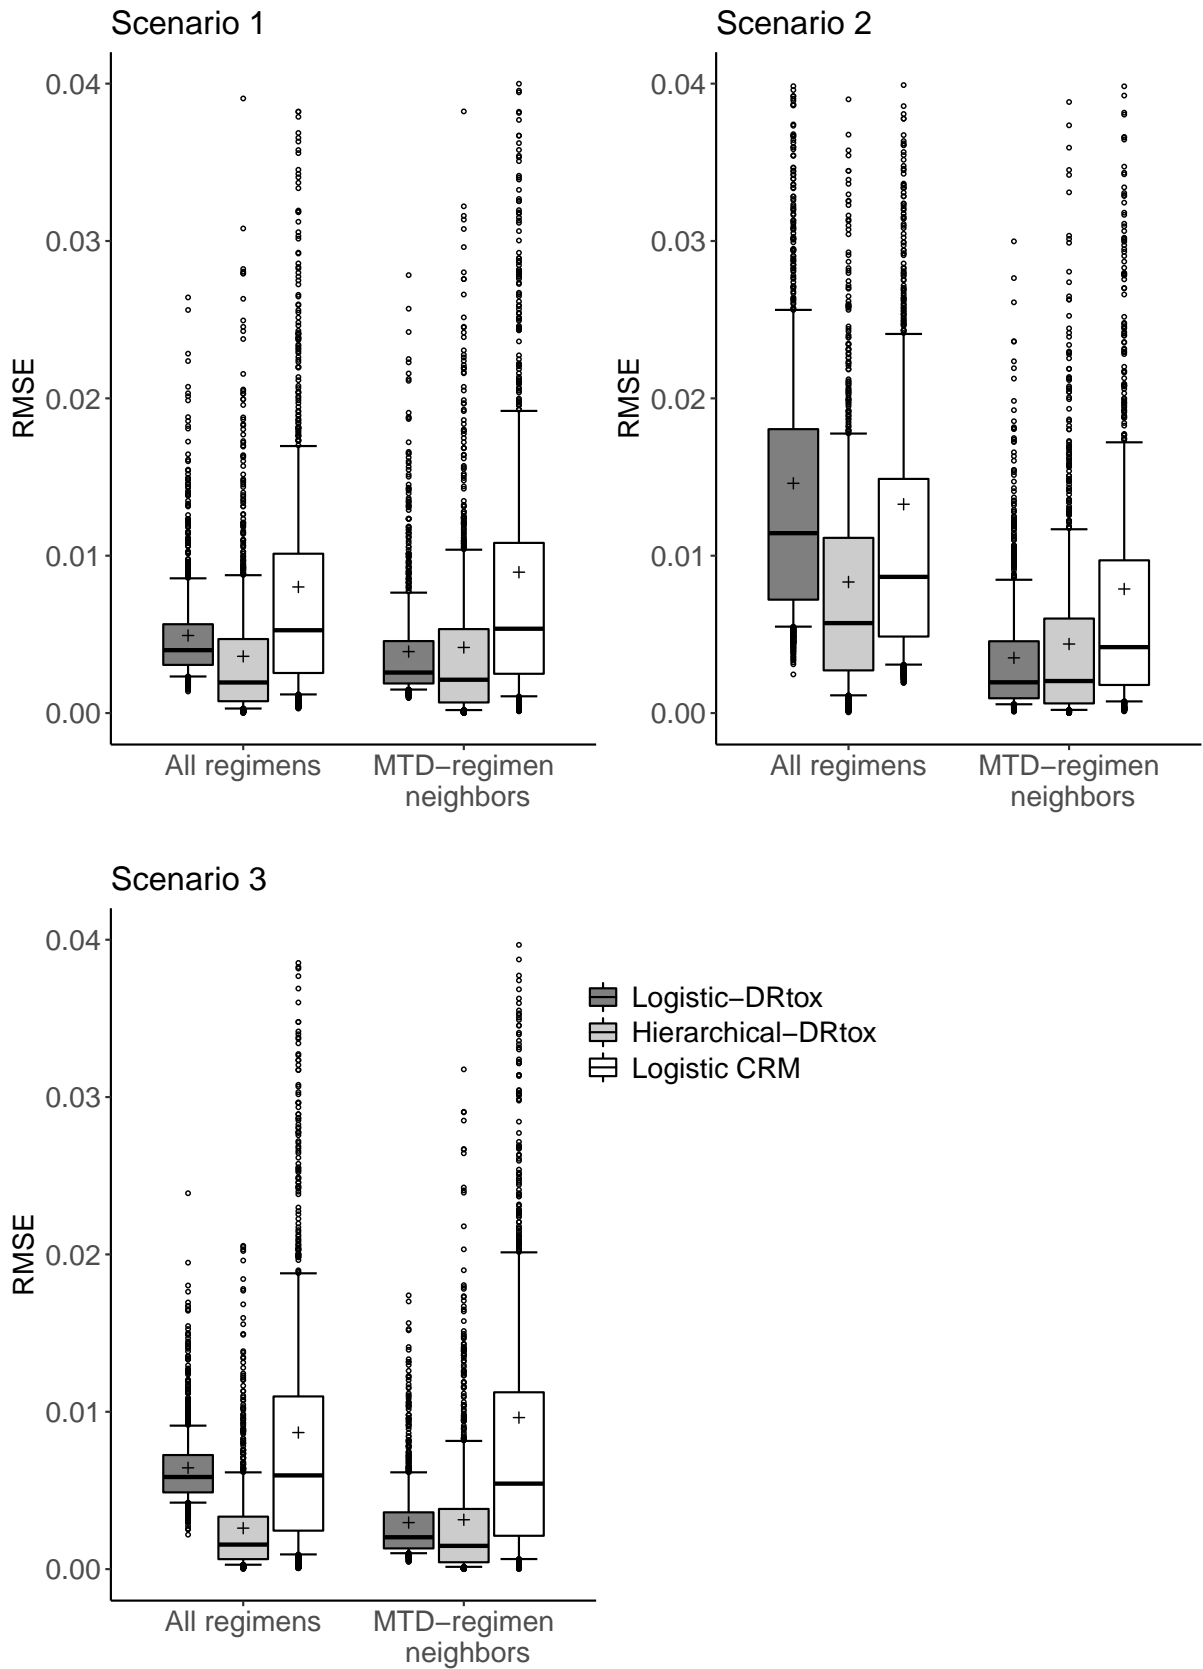 Scenario 1
0.04
0.03
0.02
0.01
0.00
RMSE
All regimens
MTD−regimen
neighbors
Scenario 2
0.04
0.03
0.02
0.01
0.00
RMSE
All regimens
MTD−regimen
neighbors
Scenario 3
0.04
0.03
0.02
0.01
0.00
RMSE
All regimens
MTD−regimen
neighbors
Logistic−DRtox
Hierarchical−DRtox
Logistic CRM